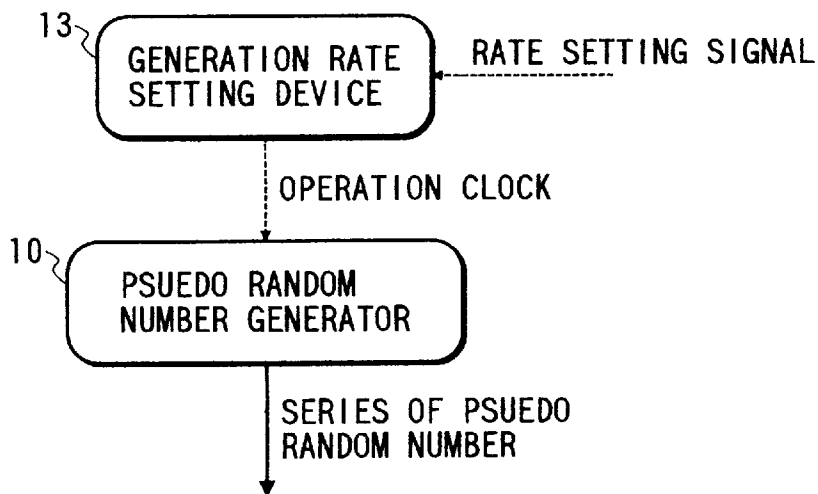 13
GENERATION RATE
SETTING DEVICE
RATE SETTING SIGNAL
OPERATION CLOCK
10
PSUEDO RANDOM
NUMBER GENERATOR
SERIES OF PSUEDO
RANDOM NUMBER